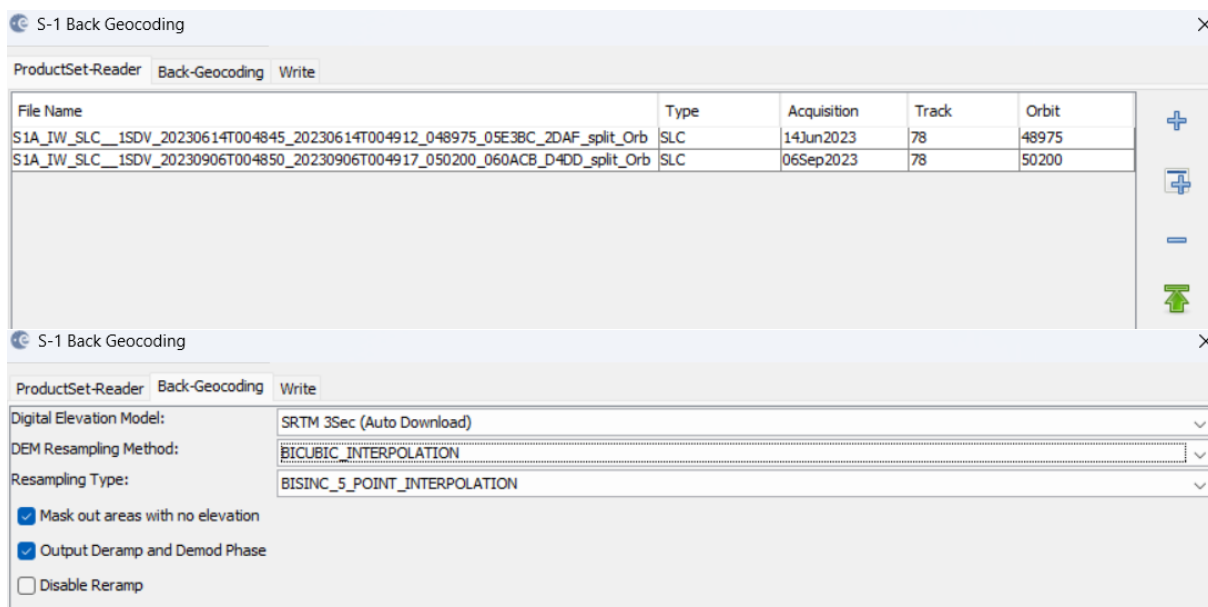 S-1 Back Geocoding
ProductSet-Reader Back-Geocoding Write
File Name Type Acquisition Track Orbit
S1A_IW_SLC__1SDV_20230614T004845_20230614T004912_048975_05E3BC_2DAF_split_Orb SLC 14Jun2023 78 48975
S1A_IW_SLC__1SDV_20230906T004850_20230906T004917_050200_060ACB_D4DD_split_Orb SLC 06Sep2023 78 50200
S-1 Back Geocoding
ProductSet-Reader Back-Geocoding Write
Digital Elevation Model: SRTM 3Sec (Auto Download)
DEM Resampling Method: BICUBIC_INTERPOLATION
Resampling Type: BISINC_5_POINT_INTERPOLATION
Mask out areas with no elevation
Output Deramp and Demod Phase
Disable Reramp